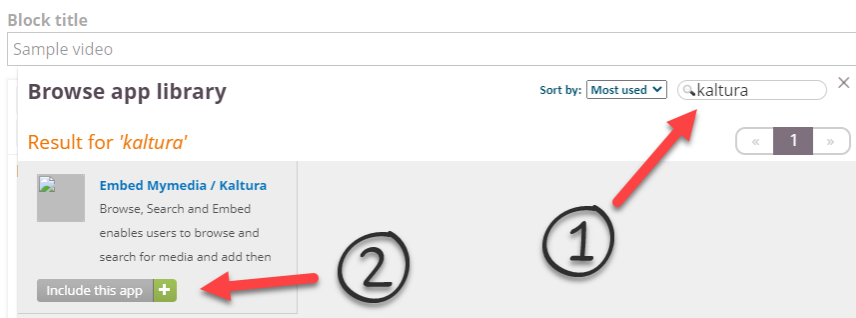 Block title
Sample video
Browse app library
Sort by: Most used
kaltura
Result for 'kaltura'
« 1 »
Embed Mymedia / Kaltura
Browse, Search and Embed
enables users to browse and
search for media and add then
Include this app +
1
2